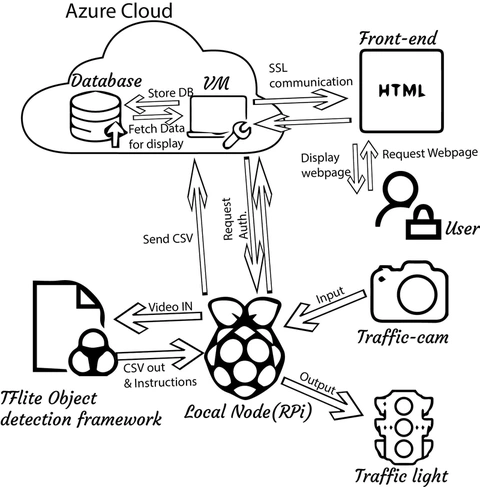 Azure Cloud
Front-end
Database
VM
SSL
communication
Store DB
HTML
Fetch Data
for display
Display
webpage
Request Webpage
User
Send CSV
Request
Auth.
Video IN
Input
Traffic-cam
CSV out
& Instructions
Output
TFlite Object
detection framework
Local Node(RPi)
Traffic light